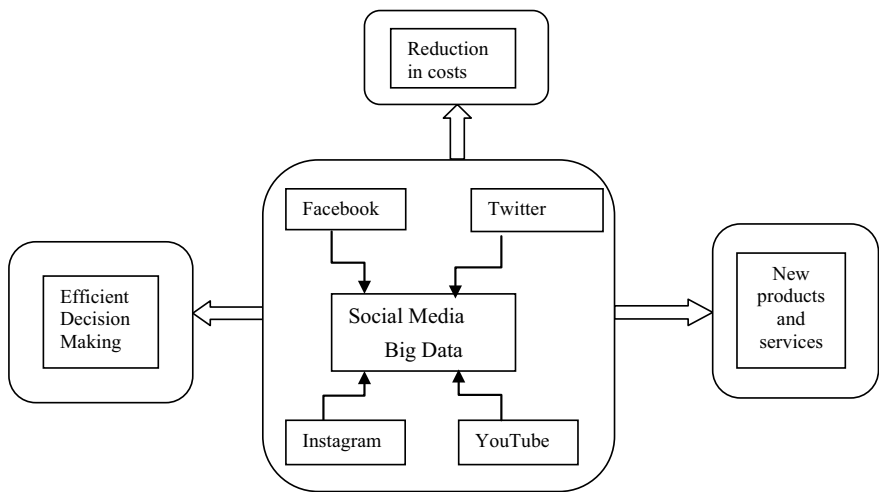 Reduction
in costs
Facebook
Twitter
Efficient
Decision
Making
Social Media
Big Data
New
products
and
services
Instagram
YouTube